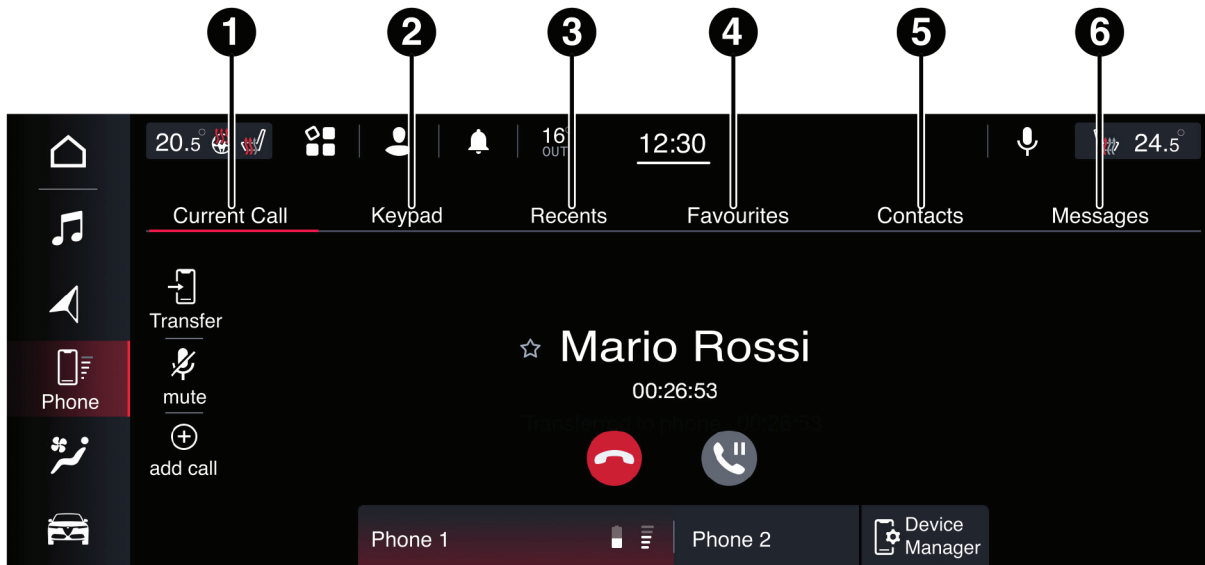 1 2 3 4 5 6
20.5° 16° OUT 12:30 24.5°
Current Call Keypad Recents Favourites Contacts Messages
Transfer
Mario Rossi
00:26:53
Phone
mute
add call
Phone 1 Phone 2 Device
Manager